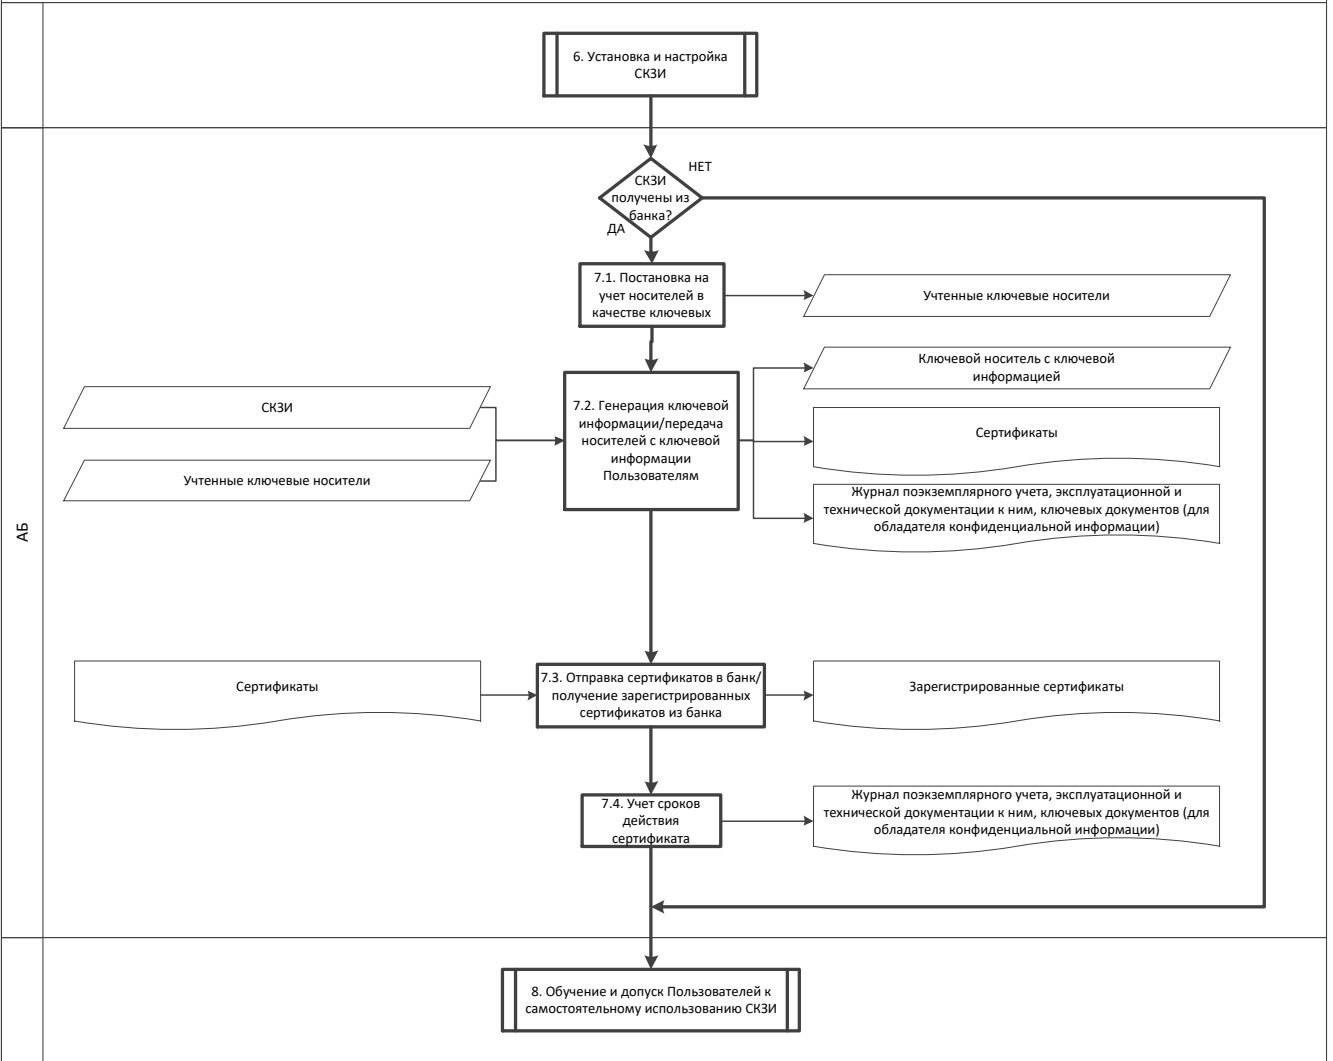 6. Установка и настройка
СКЗИ
НЕТ
СКЗИ
получены из
банка?
ДА
7.1. Постановка на
учет носителей в
качестве ключевых
Учтенные ключевые носители
Ключевой носитель с ключевой
информацией
СКЗИ
7.2. Генерация ключевой
информации/передача
носителей с ключевой
информации
Пользователям
Сертификаты
Учтенные ключевые носители
Журнал поэкземплярного учета, эксплуатационной и
технической документации к ним, ключевых документов (для
обладателя конфиденциальной информации)
АБ
Сертификаты
7.3. Отправка сертификатов в банк/
получение зарегистрированных
сертификатов из банка
Зарегистрированные сертификаты
7.4. Учет сроков
действия
сертификата
Журнал поэкземплярного учета, эксплуатационной и
технической документации к ним, ключевых документов (для
обладателя конфиденциальной информации)
8. Обучение и допуск Пользователей к
самостоятельному использованию СКЗИ